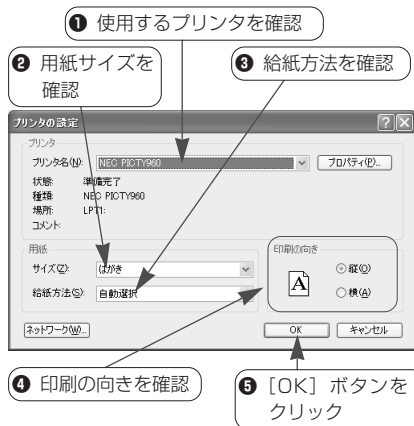 ❶ 使用するプリンタを確認
❷ 用紙サイズを
確認
❸ 給紙方法を確認
プリンタの設定
プリンタ
プリンタ名(N): NEC PICTY960 プロパティ(P)...
状態: 準備完了
種類: NEC PICTY960
場所: LPT1:
コメント:
用紙
サイズ(Z): はがき
給紙方法(S): 自動選択
印刷の向き
A
縦(O)
横(A)
ネットワーク(W)... OK キャンセル
❹ 印刷の向きを確認
❺ [OK] ボタンを
クリック